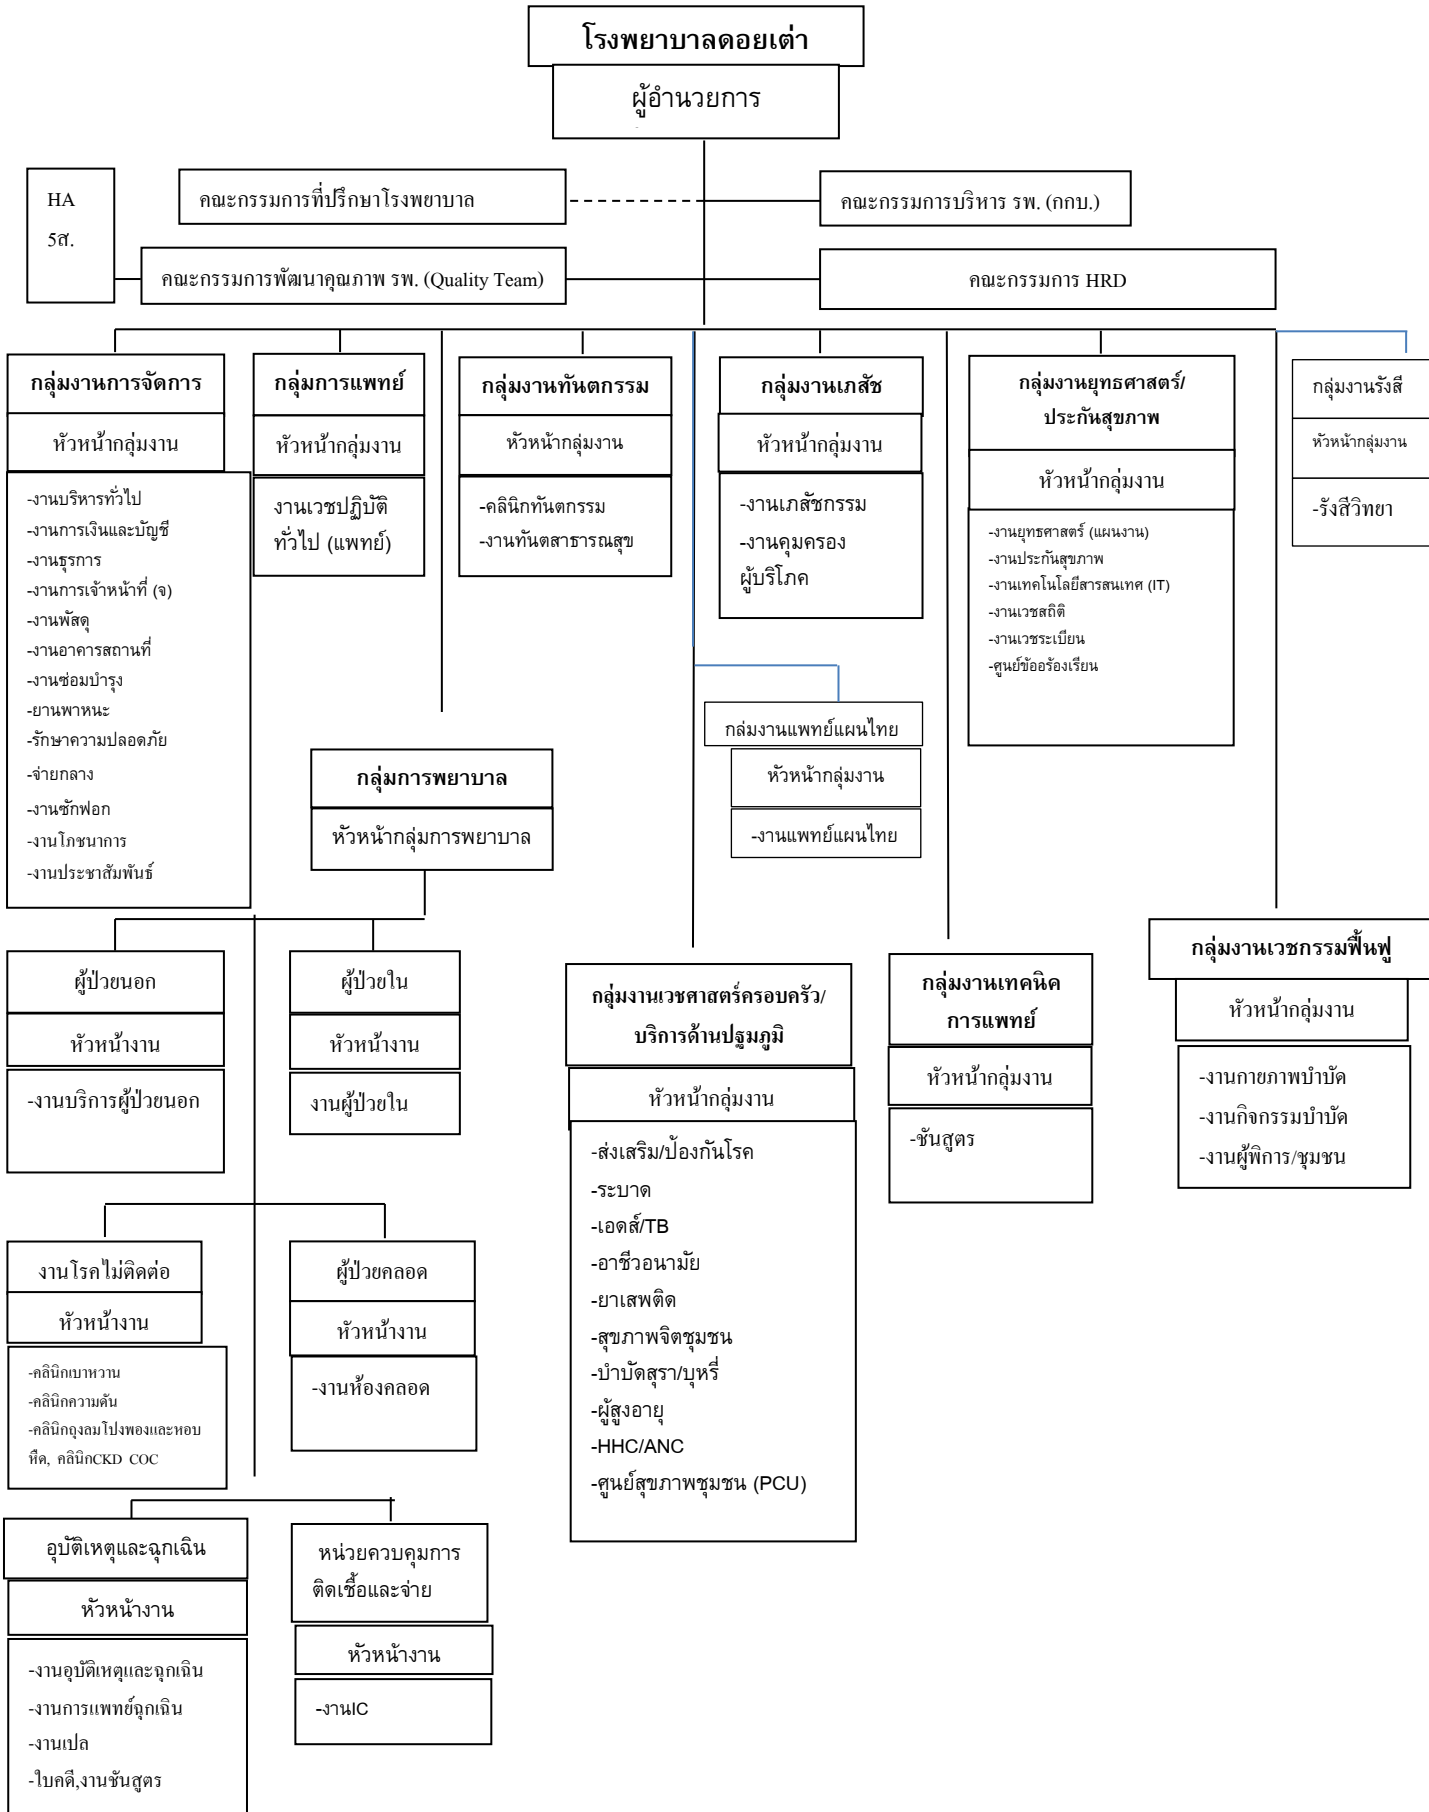 โรงพยาบาลดอยเต่า
ผู้อำนวยการ
HA
5ส.
คณะกรรมการที่ปรึกษาโรงพยาบาล
คณะกรรมการบริหาร รพ. (กกบ.)
คณะกรรมการพัฒนาคุณภาพ รพ. (Quality Team)
คณะกรรมการ HRD
กลุ่มงานการจัดการ
หัวหน้ากลุ่มงาน
-งานบริหารทั่วไป
-งานการเงินและบัญชี
-งานธุรการ
-งานการเจ้าหน้าที่ (จ)
-งานพัสดุ
-งานอาคารสถานที่
-งานซ่อมบำรุง
-ยานพาหนะ
-รักษาความปลอดภัย
-จ่ายกลาง
-งานซักฟอก
-งานโภชนาการ
-งานประชาสัมพันธ์
กลุ่มการแพทย์
หัวหน้ากลุ่มงาน
งานเวชปฏิบัติ
ทั่วไป (แพทย์)
กลุ่มงานทันตกรรม
หัวหน้ากลุ่มงาน
-คลินิกทันตกรรม
-งานทันตสาธารณสุข
กลุ่มงานเภสัช
หัวหน้ากลุ่มงาน
-งานเภสัชกรรม
-งานคุมครอง
ผู้บริโภค
กลุ่มงานยุทธศาสตร์/
ประกันสุขภาพ
หัวหน้ากลุ่มงาน
-งานยุทธศาสตร์ (แผนงาน)
-งานประกันสุขภาพ
-งานเทคโนโลยีสารสนเทศ (IT)
-งานเวชสถิติ
-งานเวชระเบียน
-ศูนย์ข้ออร้องเรียน
กลุ่มงานรังสี
หัวหน้ากลุ่มงาน
-รังสีวิทยา
กลุ่มการพยาบาล
หัวหน้ากลุ่มการพยาบาล
กล่มงานแพทย์แผนไทย
หัวหน้ากลุ่มงาน
-งานแพทย์แผนไทย
ผู้ป่วยนอก
หัวหน้างาน
-งานบริการผู้ป่วยนอก
ผู้ป่วยใน
หัวหน้างาน
งานผู้ป่วยใน
กลุ่มงานเวชศาสตร์ครอบครัว/
บริการด้านปฐมภูมิ
หัวหน้ากลุ่มงาน
-ส่งเสริม/ป้องกันโรค
-ระบาด
-เอดส์/TB
-อาชีวอนามัย
-ยาเสพติด
-สุขภาพจิตชุมชน
-บำบัดสุรา/บุหรี่
-ผู้สูงอายุ
-HHC/ANC
-ศูนย์สุขภาพชุมชน (PCU)
กลุ่มงานเทคนิค
การแพทย์
หัวหน้ากลุ่มงาน
-ชันสูตร
กลุ่มงานเวชกรรมฟื้นฟู
หัวหน้ากลุ่มงาน
-งานกายภาพบำบัด
-งานกิจกรรมบำบัด
-งานผู้พิการ/ชุมชน
งานโรคไม่ติดต่อ
หัวหน้างาน
-คลินิกเบาหวาน
-คลินิกความดัน
-คลินิกถุงลมโปงพองและหอบ
หืด, คลินิกCKD COC
ผู้ป่วยคลอด
หัวหน้างาน
-งานห้องคลอด
อุบัติเหตุและฉุกเฉิน
หัวหน้างาน
-งานอุบัติเหตุและฉุกเฉิน
-งานการแพทย์ฉุกเฉิน
-งานเปล
-ใบคดี,งานชันสูตร
หน่วยควบคุมการ
ติดเชื้อและจ่าย
หัวหน้างาน
-งานIC